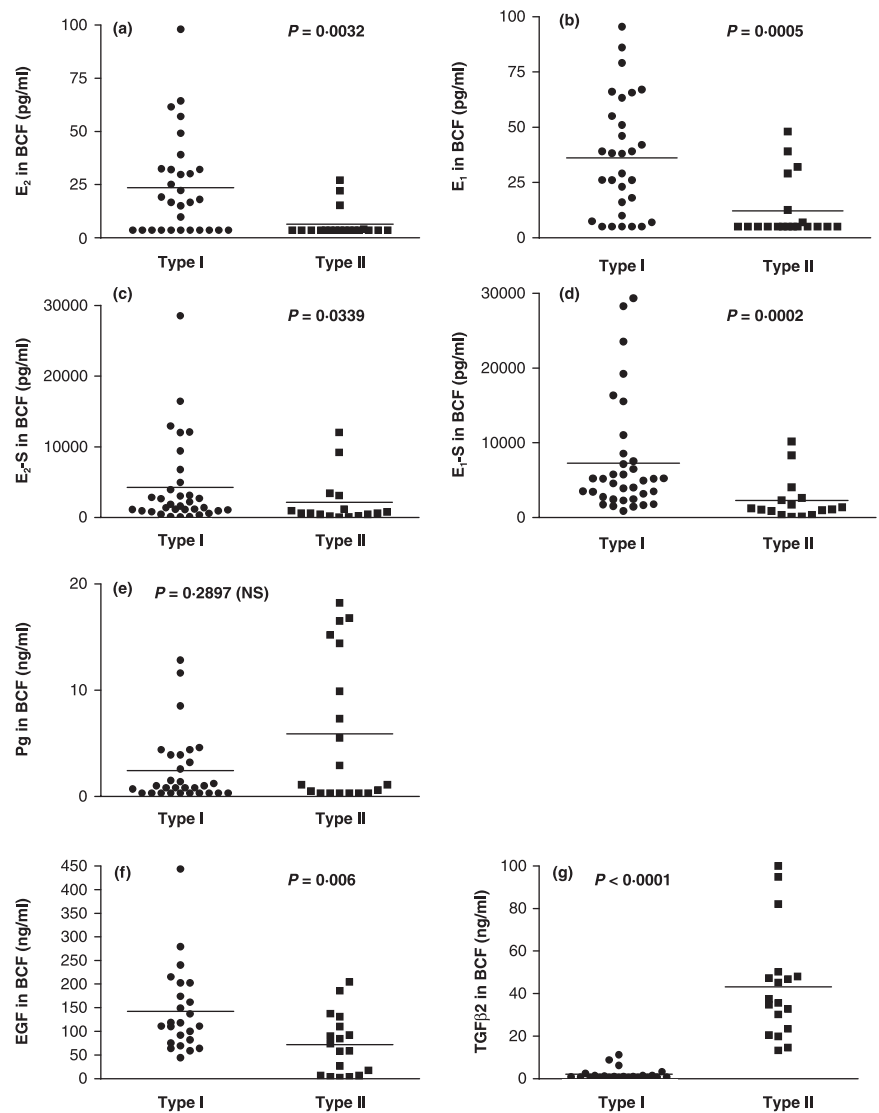 (a)
P = 0·0032
E2 in BCF (pg/ml)
100
75
50
25
0
Type I
Type II
(b)
P = 0·0005
E1 in BCF (pg/ml)
100
75
50
25
0
Type I
Type II
(c)
P = 0·0339
E2-S in BCF (pg/ml)
30000
20000
10000
0
Type I
Type II
(d)
P = 0·0002
E1-S in BCF (pg/ml)
30000
20000
10000
0
Type I
Type II
(e)
P = 0·2897 (NS)
Pg in BCF (ng/ml)
20
10
0
Type I
Type II
(f)
P = 0·006
EGF in BCF (ng/ml)
450
400
350
300
250
200
150
100
50
0
Type I
Type II
(g)
P < 0·0001
TGFβ2 in BCF (ng/ml)
100
80
60
40
20
0
Type I
Type II